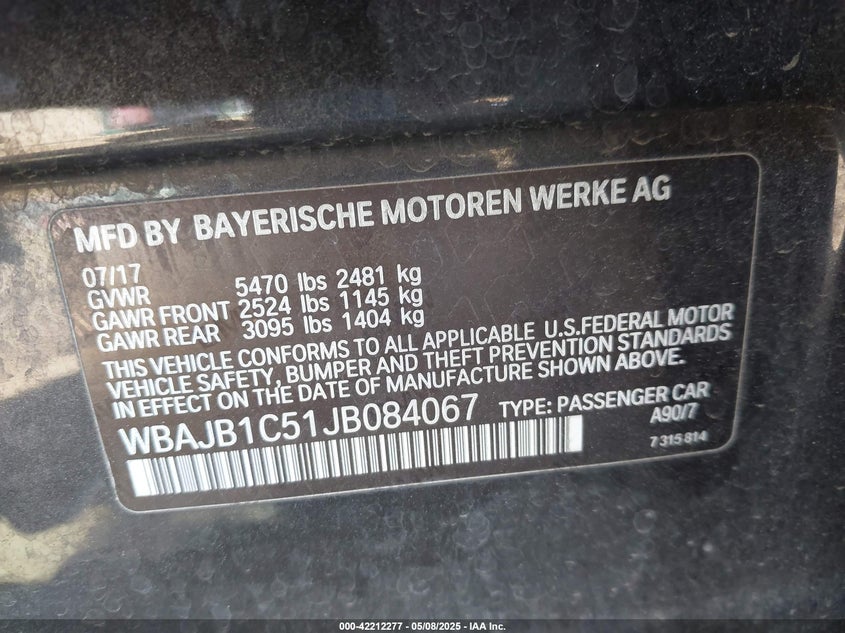 MFD BY BAYERISCHE MOTOREN WERKE AG
07/17
GVWR 5470 lbs 2481 kg
GAWR FRONT 2524 lbs 1145 kg
GAWR REAR 3095 lbs 1404 kg
THIS VEHICLE CONFORMS TO ALL APPLICABLE U.S.FEDERAL MOTOR
VEHICLE SAFETY, BUMPER AND THEFT PREVENTION STANDARDS
IN EFFECT ON THE DATE OF MANUFACTURE SHOWN ABOVE.
WBAJB1C51JB084067 TYPE: PASSENGER CAR
A90/7
7 315 814
000-42212277 - 05/08/2025 - IAA Inc.